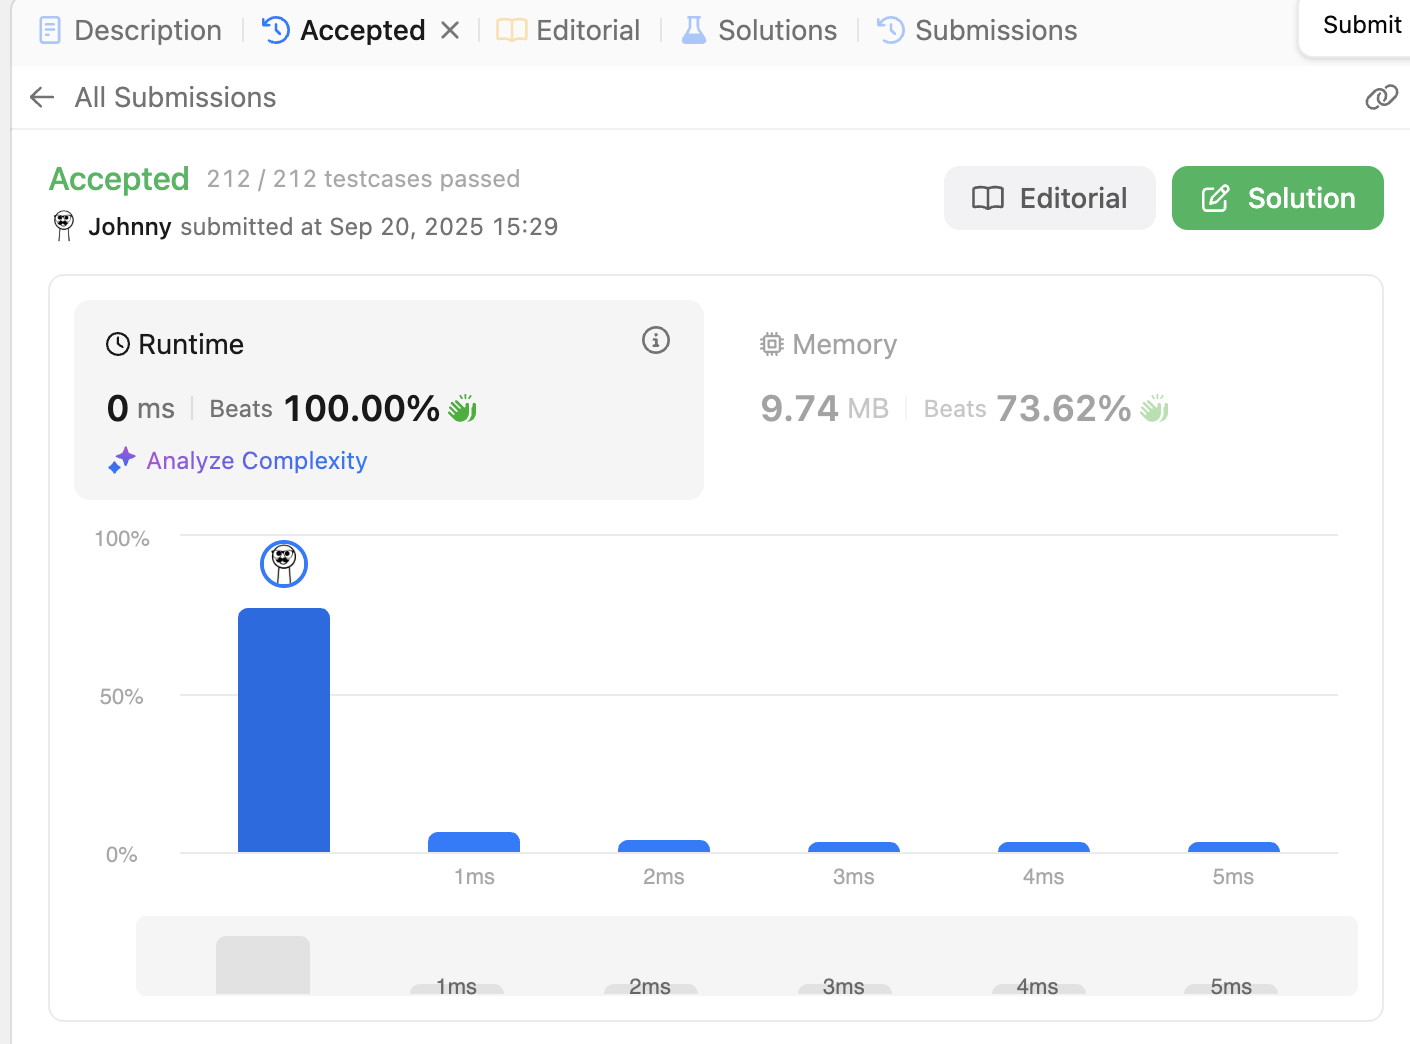 Description Accepted Editorial Solutions Submissions Submit
All Submissions
Accepted 212 / 212 testcases passed
Johnny submitted at Sep 20, 2025 15:29
Editorial Solution
Runtime
0 ms Beats 100.00%
Analyze Complexity
Memory
9.74 MB Beats 73.62%
100%
50%
0%
1ms 2ms 3ms 4ms 5ms
1ms 2ms 3ms 4ms 5ms